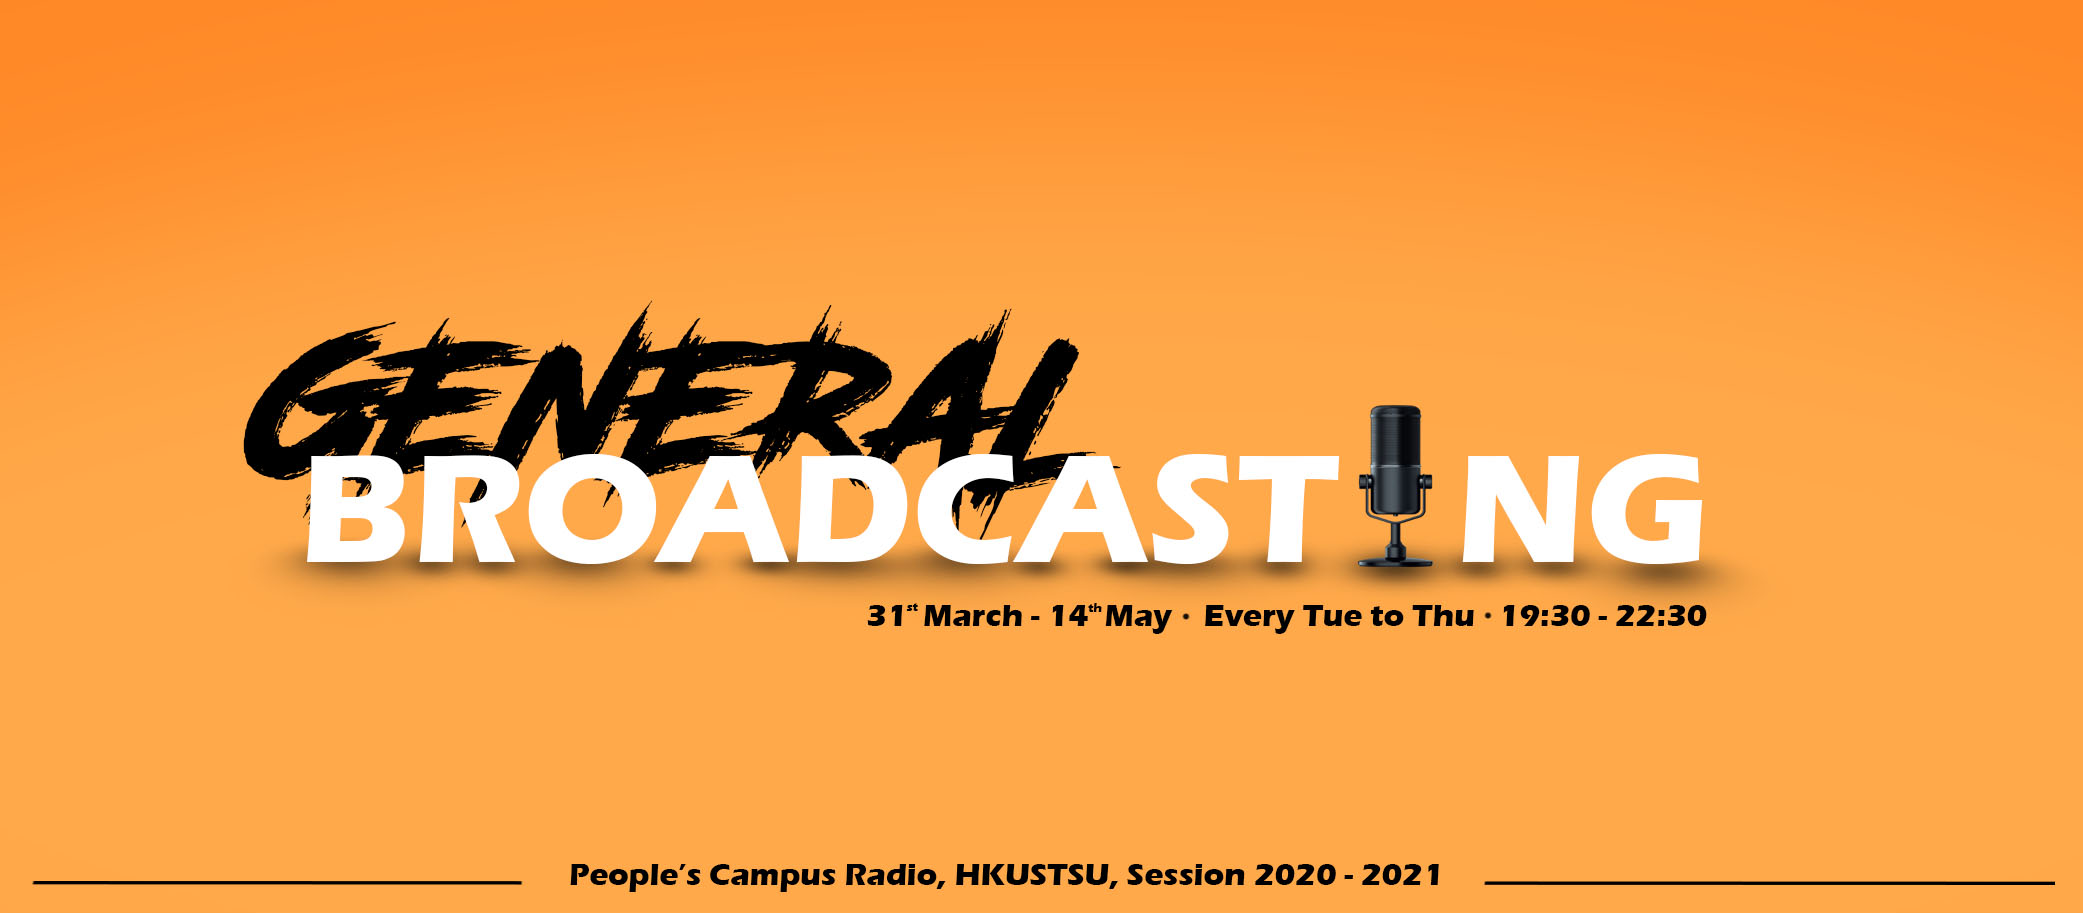 GENERAL
BROADCASTING
31st March - 14th May · Every Tue to Thu · 19:30 - 22:30
People's Campus Radio, HKUSTSU, Session 2020 - 2021